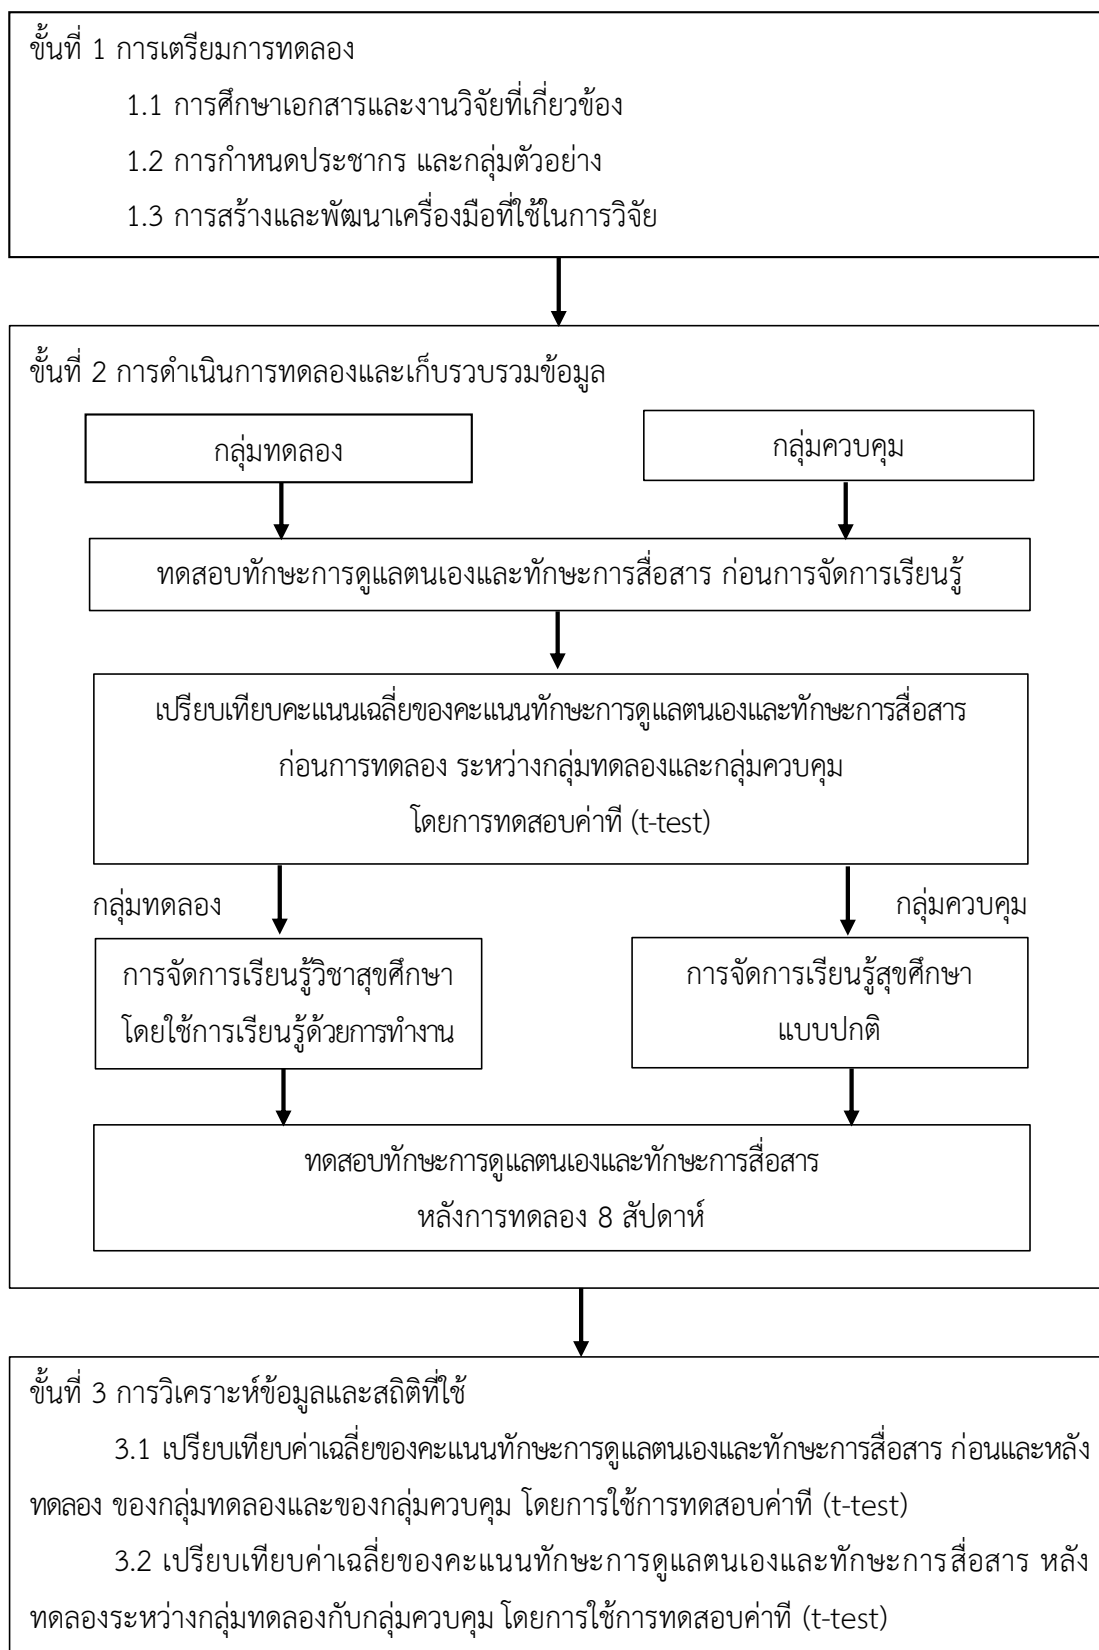 ขั้นที่ 1 การเตรียมการทดลอง
1.1 การศึกษาเอกสารและงานวิจัยที่เกี่ยวข้อง
1.2 การกำหนดประชากร และกลุ่มตัวอย่าง
1.3 การสร้างและพัฒนาเครื่องมือที่ใช้ในการวิจัย
ขั้นที่ 2 การดำเนินการทดลองและเก็บรวบรวมข้อมูล
กลุ่มทดลอง
กลุ่มควบคุม
ทดสอบทักษะการดูแลตนเองและทักษะการสื่อสาร ก่อนการจัดการเรียนรู้
เปรียบเทียบคะแนนเฉลี่ยของคะแนนทักษะการดูแลตนเองและทักษะการสื่อสาร
ก่อนการทดลอง ระหว่างกลุ่มทดลองและกลุ่มควบคุม
โดยการทดสอบค่าที (t-test)
กลุ่มทดลอง
กลุ่มควบคุม
การจัดการเรียนรู้วิชาสุขศึกษา
โดยใช้การเรียนรู้ด้วยการทำงาน
การจัดการเรียนรู้สุขศึกษา
แบบปกติ
ทดสอบทักษะการดูแลตนเองและทักษะการสื่อสาร
หลังการทดลอง 8 สัปดาห์
ขั้นที่ 3 การวิเคราะห์ข้อมูลและสถิติที่ใช้
3.1 เปรียบเทียบค่าเฉลี่ยของคะแนนทักษะการดูแลตนเองและทักษะการสื่อสาร ก่อนและหลัง
ทดลอง ของกลุ่มทดลองและของกลุ่มควบคุม โดยการใช้การทดสอบค่าที (t-test)
3.2 เปรียบเทียบค่าเฉลี่ยของคะแนนทักษะการดูแลตนเองและทักษะการสื่อสาร หลัง
ทดลองระหว่างกลุ่มทดลองกับกลุ่มควบคุม โดยการใช้การทดสอบค่าที (t-test)